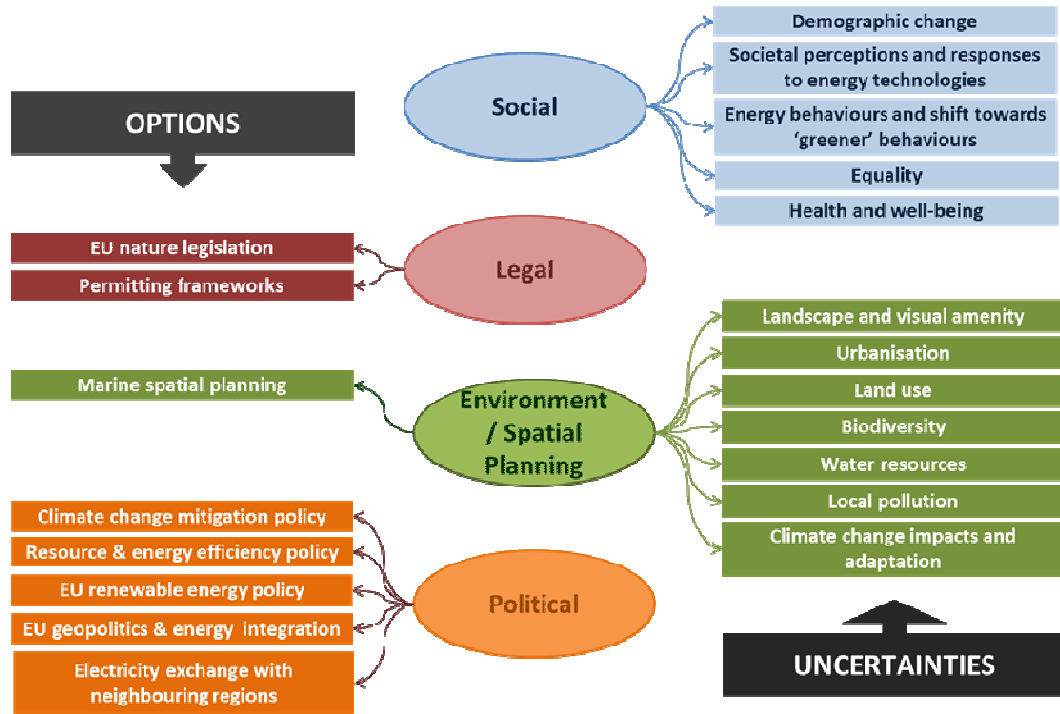 OPTIONS
EU nature legislation
Permitting frameworks
Marine spatial planning
Climate change mitigation policy
Resource & energy efficiency policy
EU renewable energy policy
EU geopolitics & energy integration
Electricity exchange with
neighbouring regions
Social
Legal
Environment
/ Spatial
Planning
Political
Demographic change
Societal perceptions and responses
to energy technologies
Energy behaviours and shift towards
‘greener’ behaviours
Equality
Health and well-being
Landscape and visual amenity
Urbanisation
Land use
Biodiversity
Water resources
Local pollution
Climate change impacts and
adaptation
UNCERTAINTIES